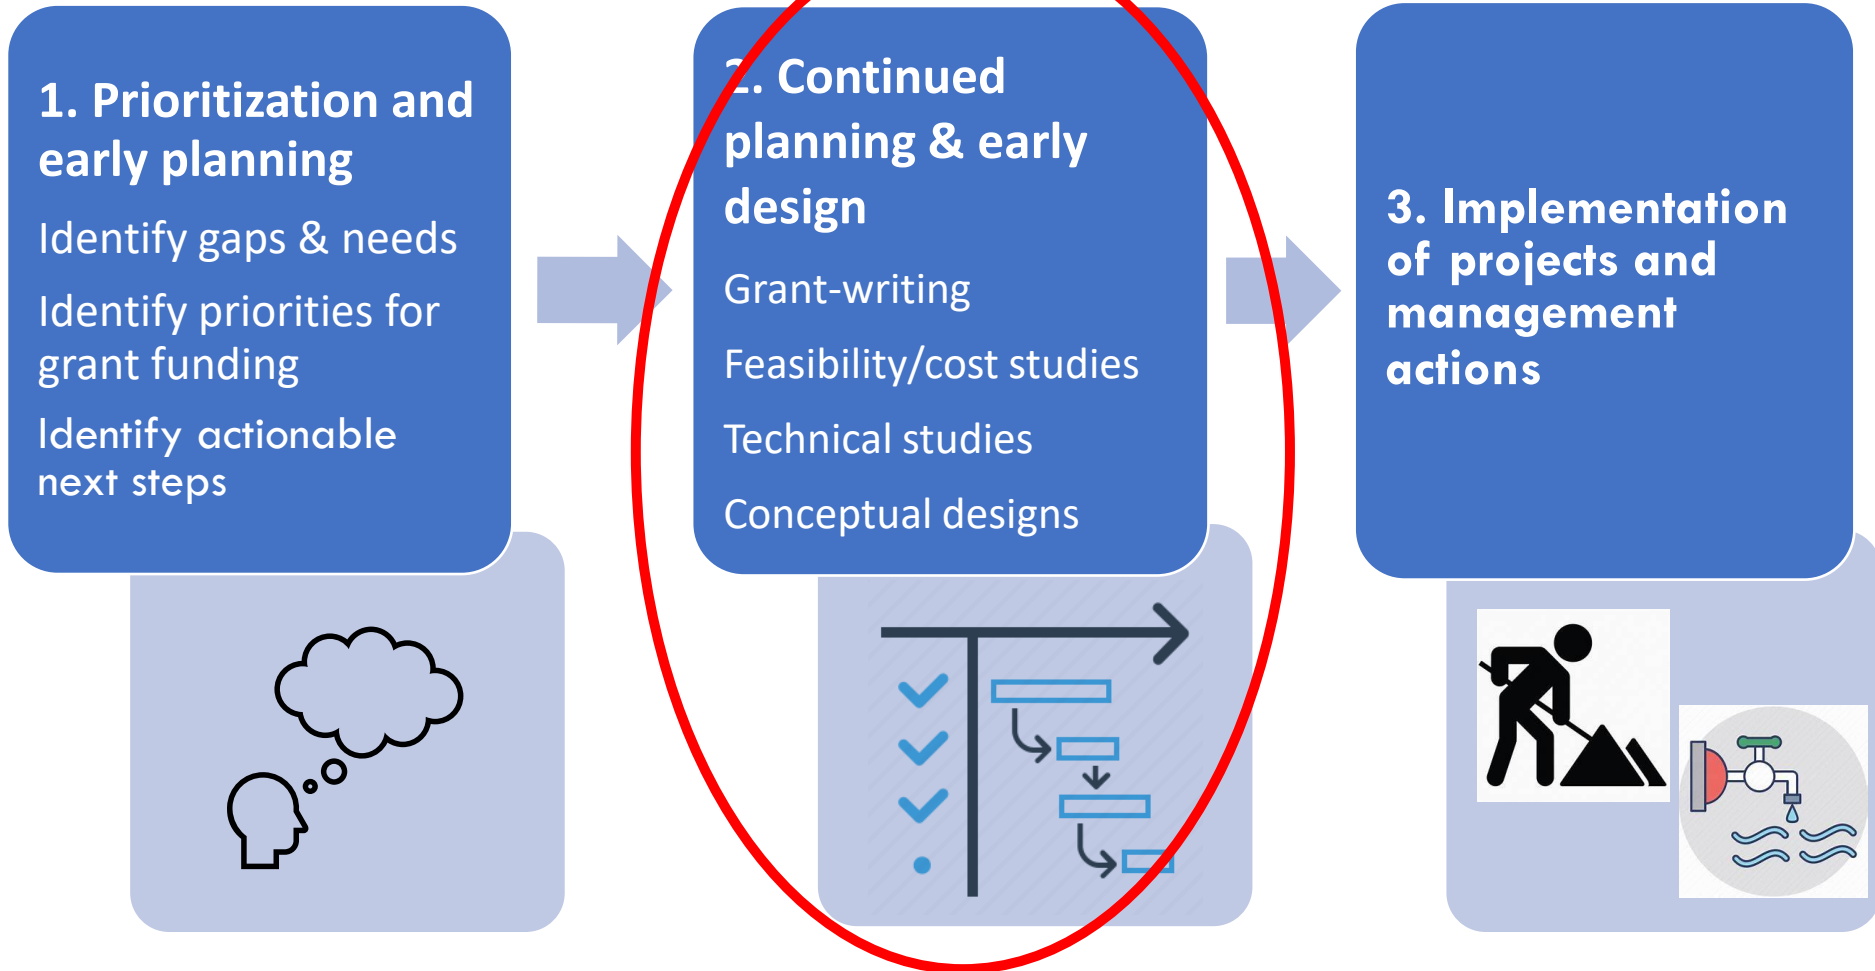 1. Prioritization and
early planning
Identify gaps & needs
Identify priorities for
grant funding
Identify actionable
next steps
2. Continued
planning & early
design
Grant-writing
Feasibility/cost studies
Technical studies
Conceptual designs
3. Implementation
of projects and
management
actions